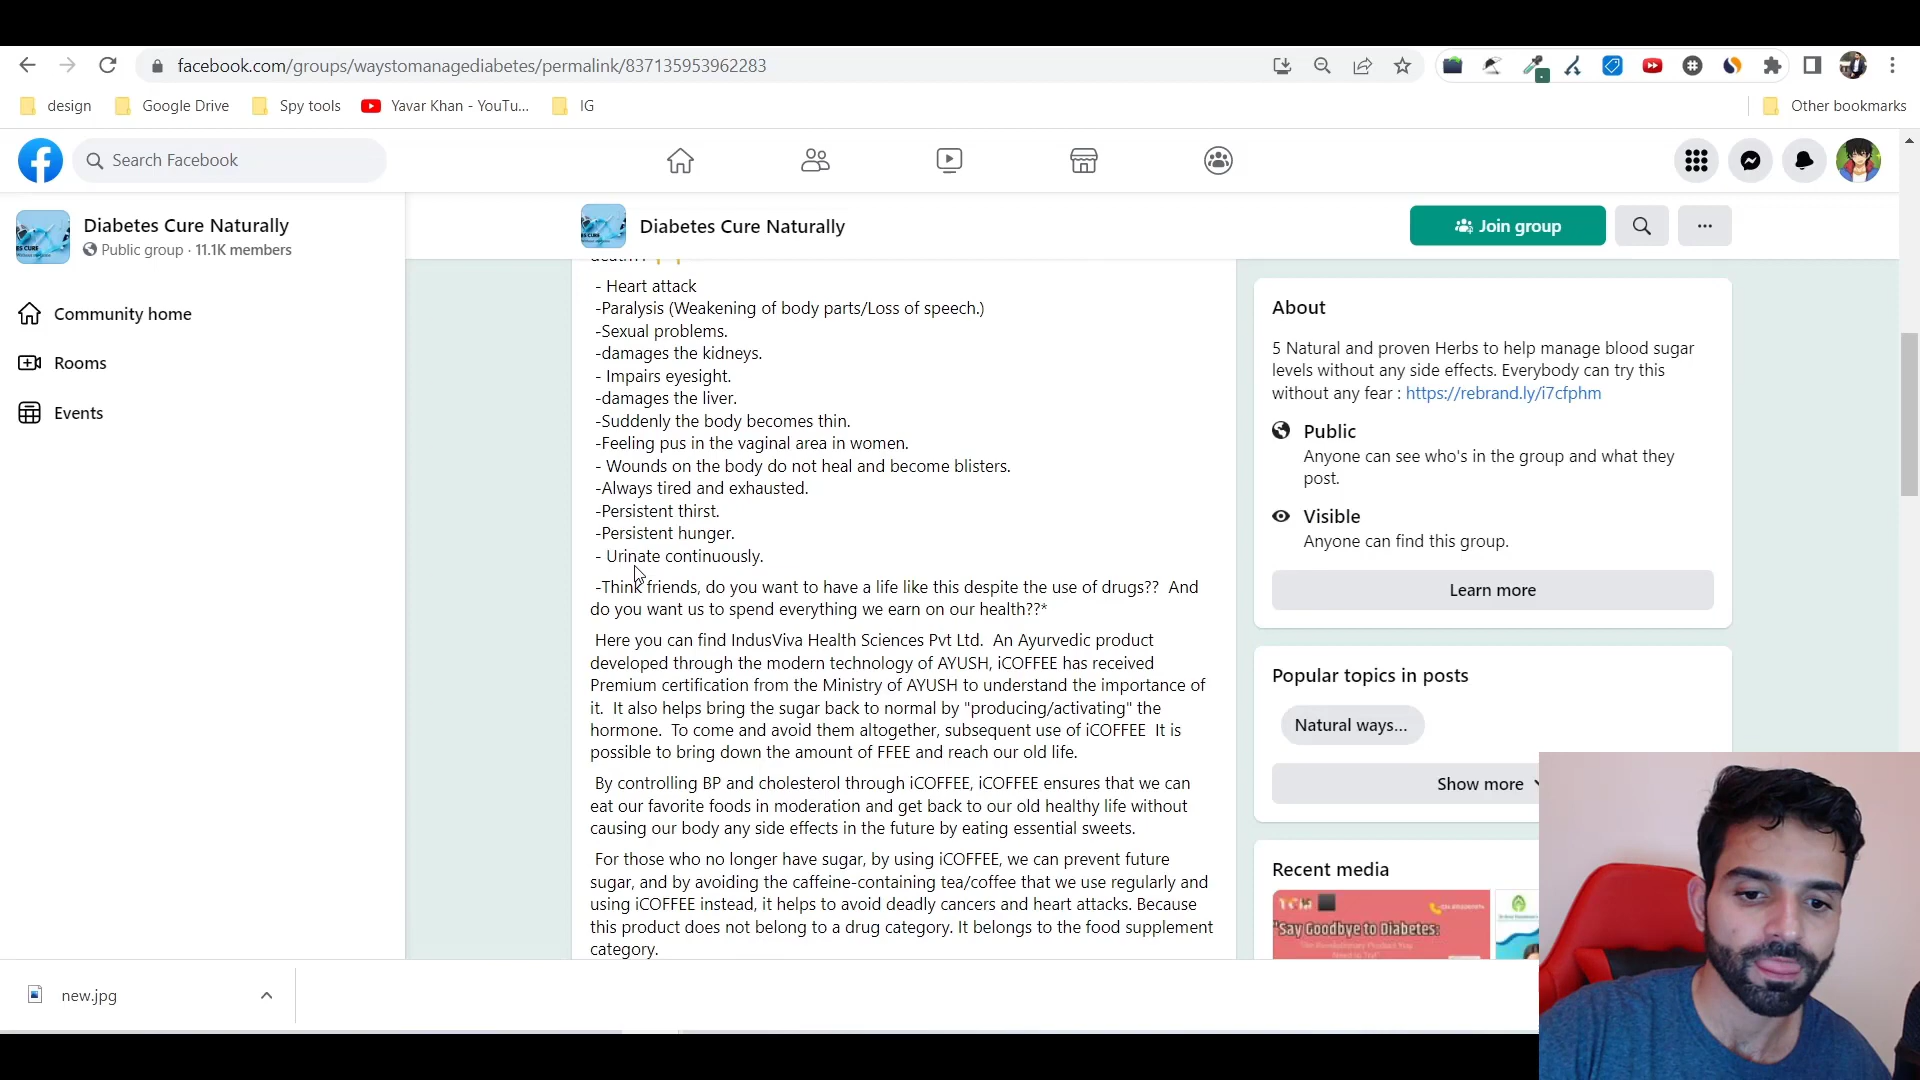 facebook.com/groups/waystomanagediabetes/permalink/837135953962283
design
Google Drive
Spy tools
Yavar Khan - YouTu...
IG
Other bookmarks
Search Facebook
Diabetes Cure Naturally
Public group · 11.1K members
Community home
Rooms
Events
Diabetes Cure Naturally
Join group
- Heart attack
-Paralysis (Weakening of body parts/Loss of speech.)
-Sexual problems.
-damages the kidneys.
- Impairs eyesight.
-damages the liver.
-Suddenly the body becomes thin.
-Feeling pus in the vaginal area in women.
- Wounds on the body do not heal and become blisters.
-Always tired and exhausted.
-Persistent thirst.
-Persistent hunger.
- Urinate continuously.
-Think friends, do you want to have a life like this despite the use of drugs?? And
do you want us to spend everything we earn on our health??*
Here you can find IndusViva Health Sciences Pvt Ltd. An Ayurvedic product
developed through the modern technology of AYUSH, iCOFFEE has received
Premium certification from the Ministry of AYUSH to understand the importance of
it. It also helps bring the sugar back to normal by "producing/activating" the
hormone. To come and avoid them altogether, subsequent use of iCOFFEE It is
possible to bring down the amount of FFEE and reach our old life.
By controlling BP and cholesterol through iCOFFEE, iCOFFEE ensures that we can
eat our favorite foods in moderation and get back to our old healthy life without
causing our body any side effects in the future by eating essential sweets.
For those who no longer have sugar, by using iCOFFEE, we can prevent future
sugar, and by avoiding the caffeine-containing tea/coffee that we use regularly and
using iCOFFEE instead, it helps to avoid deadly cancers and heart attacks. Because
this product does not belong to a drug category. It belongs to the food supplement
category.
About
5 Natural and proven Herbs to help manage blood sugar
levels without any side effects. Everybody can try this
without any fear : https://rebrand.ly/i7cfphm
Public
Anyone can see who's in the group and what they
post.
Visible
Anyone can find this group.
Learn more
Popular topics in posts
Natural ways...
Show more
Recent media
"Say Goodbye to Diabetes:
new.jpg